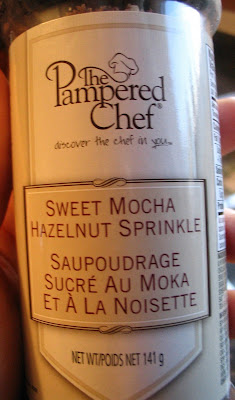 The
Pampered
Chef®
discover the chef in you™
SWEET MOCHA
HAZELNUT SPRINKLE
SAUPOUDRAGE
SUCRÉ AU MOKA
ET À LA NOISETTE
NET WT/POIDS NET 141 g